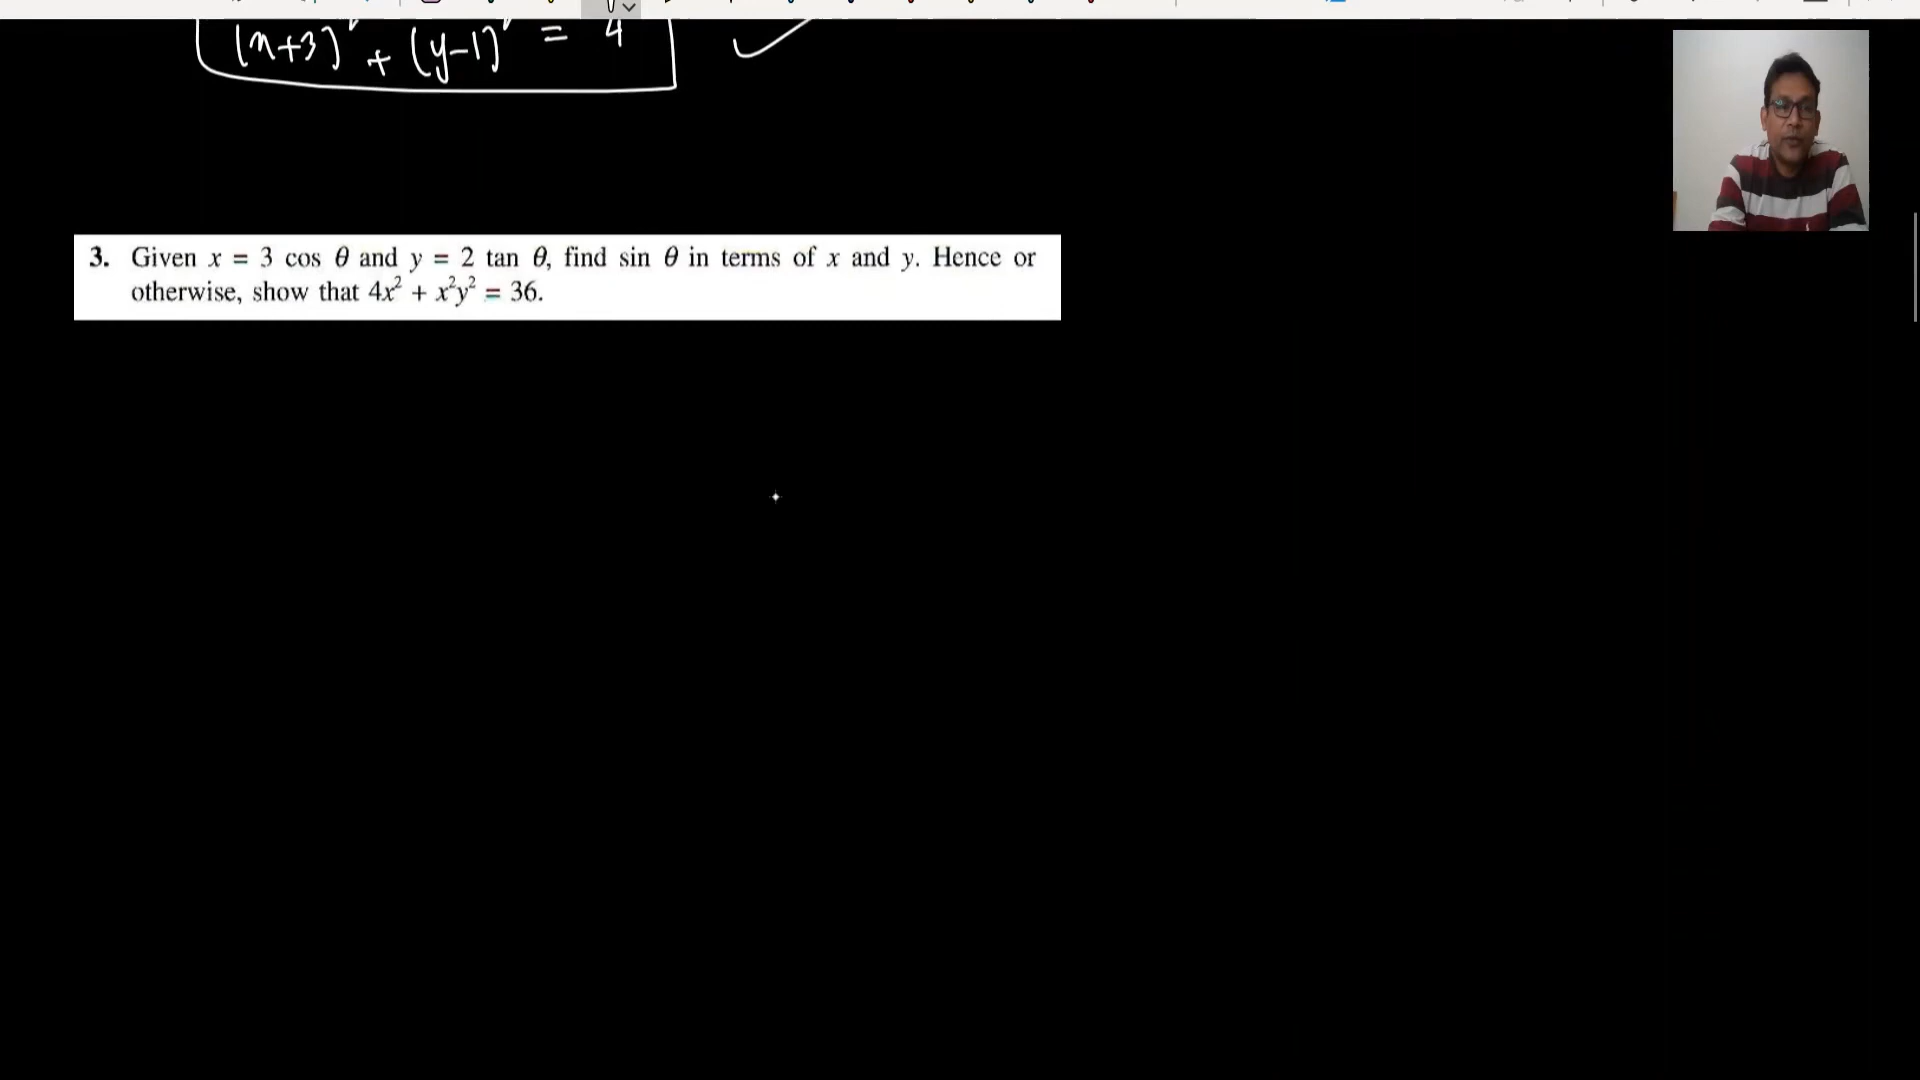 (x+3)² + (y-1)² = 4
3. Given x = 3 cos θ and y = 2 tan θ, find sin θ in terms of x and y. Hence or
otherwise, show that 4x² + x²y² = 36.